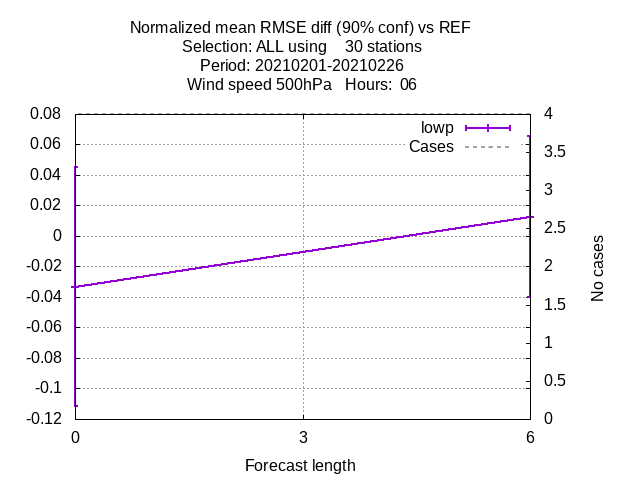 Normalized mean RMSE diff (90% conf) vs REF
Selection: ALL using    30 stations
Period: 20210201-20210226
Wind speed 500hPa   Hours:  06
0.08
0.06
0.04
0.02
0
-0.02
-0.04
-0.06
-0.08
-0.1
-0.12
lowp
Cases
4
3.5
3
2.5
2
1.5
1
0.5
0
No cases
0
3
6
Forecast length